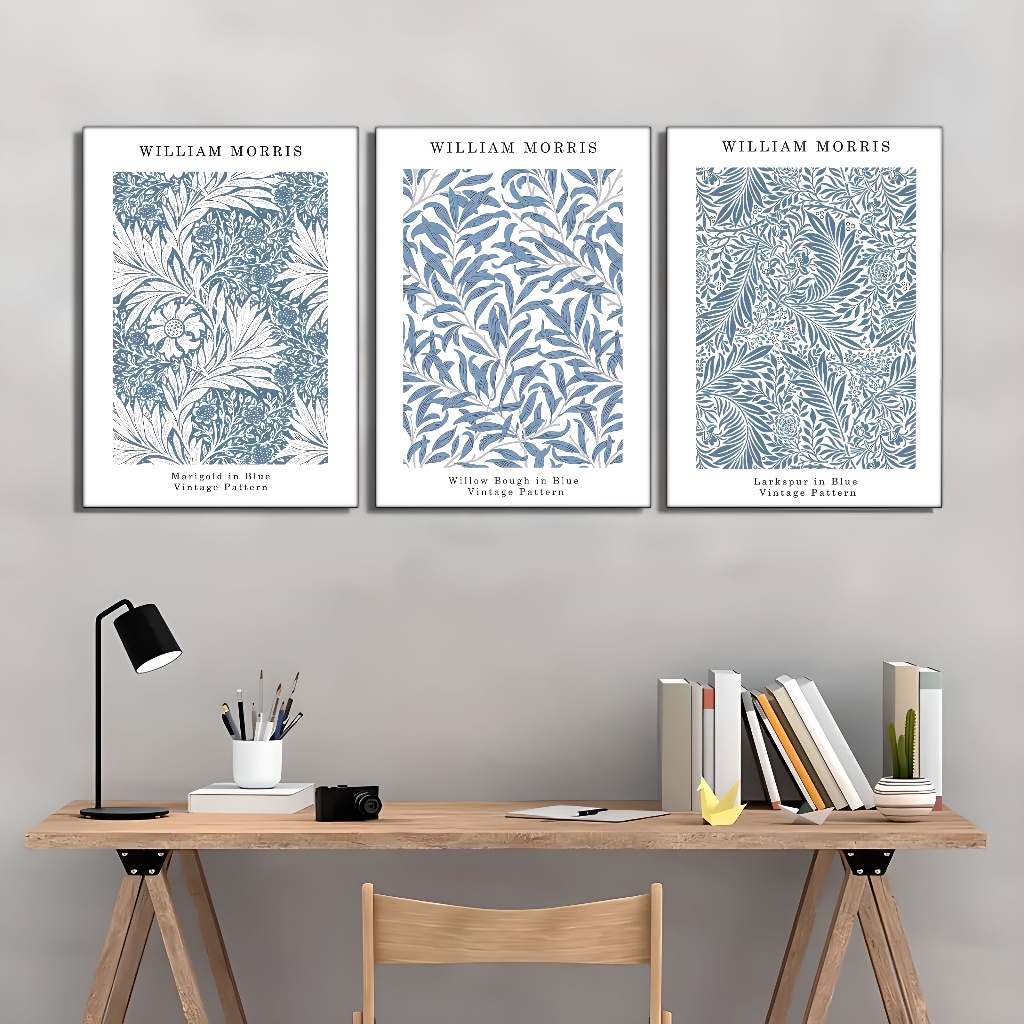 WILLIAM MORRIS
Marigold in Blue
Vintage Pattern
WILLIAM MORRIS
Willow Bough in Blue
Vintage Pattern
WILLIAM MORRIS
Larkspur in Blue
Vintage Pattern